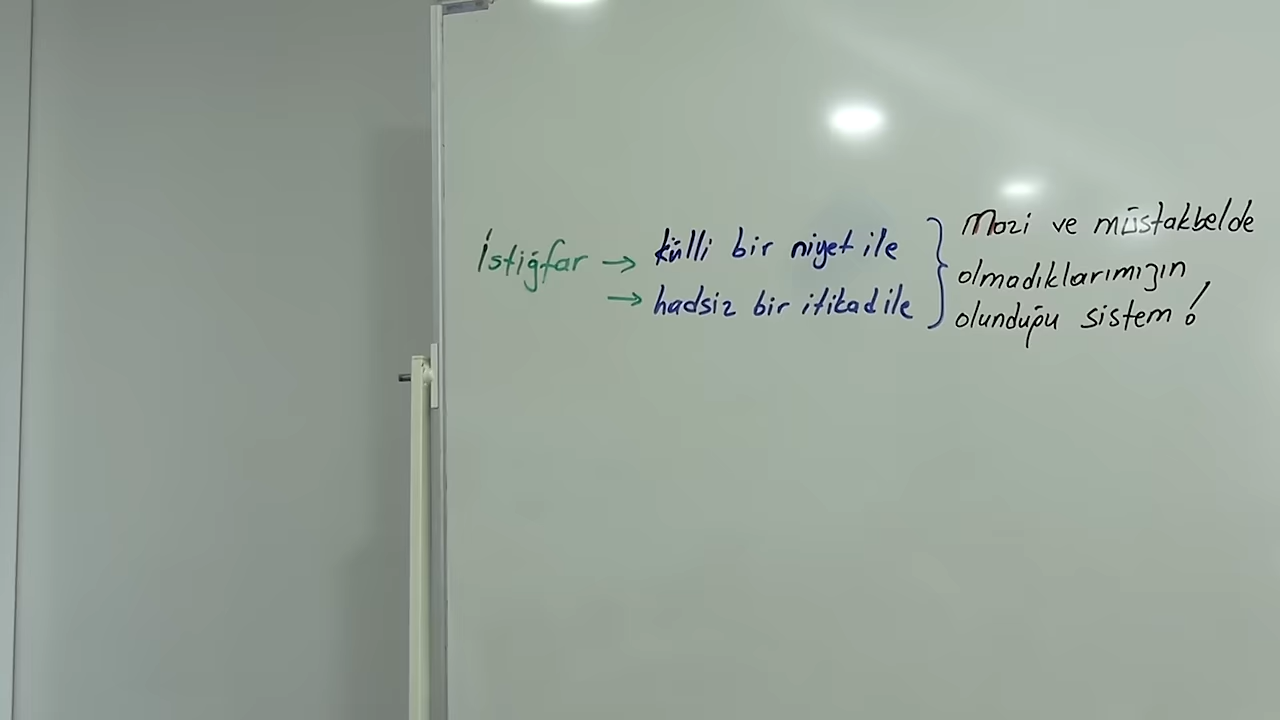 İstiğfar → külli bir niyet ile
→ hadsiz bir itikad ile
} Mazi ve müstakbelde
olmadıklarımızın
olunduğu sistem!